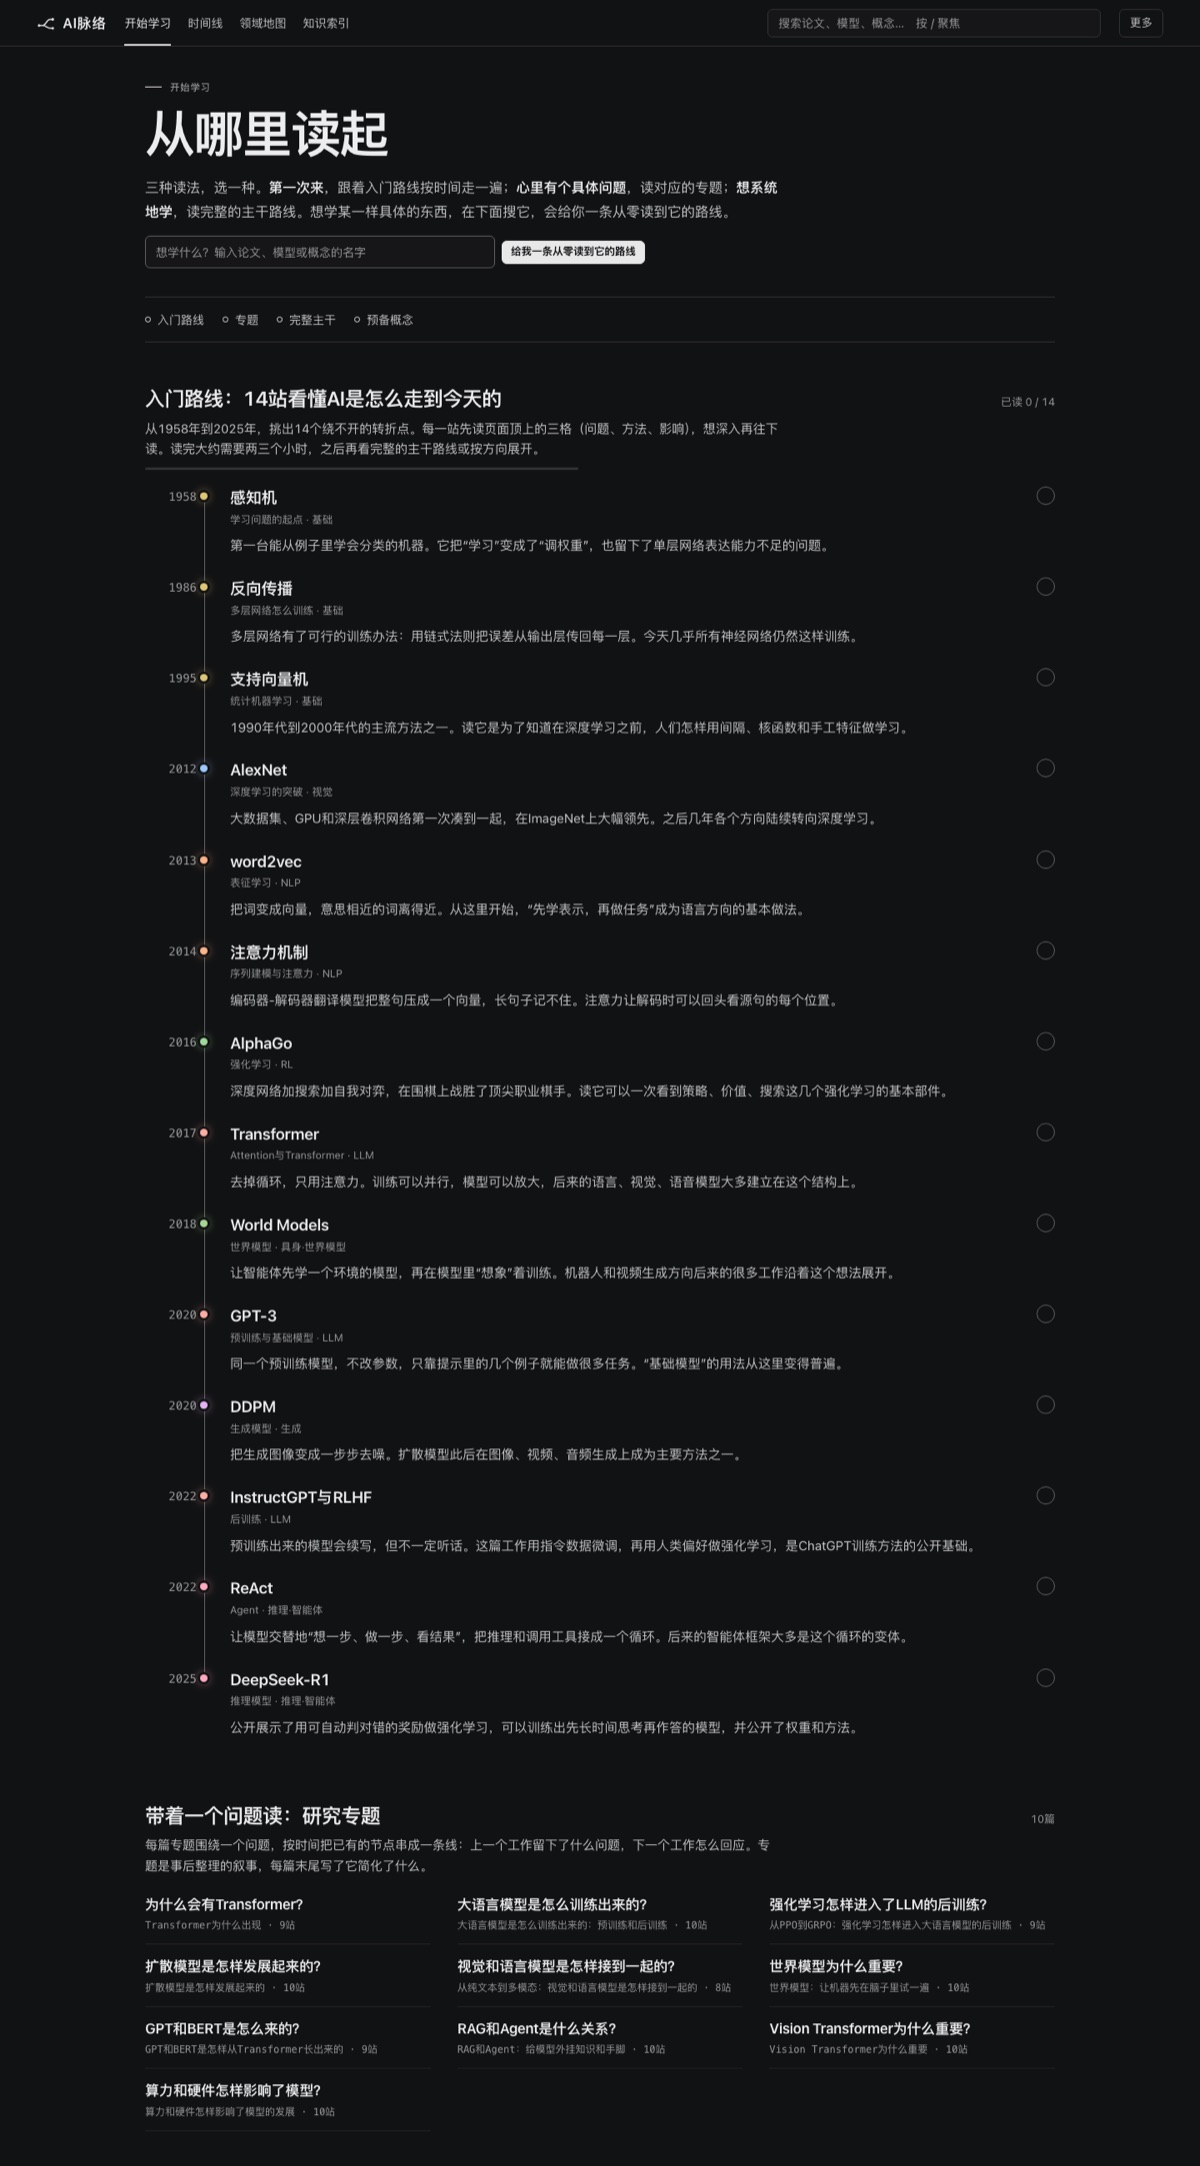 AI脉络 开始学习 时间线 领域地图 知识索引 搜索论文、模型、概念… 按 / 聚焦 更多
开始学习
从哪里读起
三种读法，选一种。第一次来，跟着入门路线按时间走一遍；心里有个具体问题，读对应的专题；想系统
地学，读完整的主干路线。想学某一样具体的东西，在下面搜它，会给你一条从零读到它的路线。
想学什么？输入论文、模型或概念的名字 给我一条从零读到它的路线
入门路线 专题 完整主干 预备概念
入门路线：14站看懂AI是怎么走到今天的 已读 0 / 14
从1958年到2025年，挑出14个绕不开的转折点。每一站先读页面顶上的三格（问题、方法、影响），想深入再往下
读。读完大约需要两三个小时，之后再看完整的主干路线或按方向展开。
1958 感知机
学习问题的起点 · 基础
第一台能从例子里学会分类的机器。它把“学习”变成了“调权重”，也留下了单层网络表达能力不足的问题。
1986 反向传播
多层网络怎么训练 · 基础
多层网络有了可行的训练办法：用链式法则把误差从输出层传回每一层。今天几乎所有神经网络仍然这样训练。
1995 支持向量机
统计机器学习 · 基础
1990年代到2000年代的主流方法之一。读它是为了知道在深度学习之前，人们怎样用间隔、核函数和手工特征做学习。
2012 AlexNet
深度学习的突破 · 视觉
大数据集、GPU和深层卷积网络第一次凑到一起，在ImageNet上大幅领先。之后几年各个方向陆续转向深度学习。
2013 word2vec
表征学习 · NLP
把词变成向量，意思相近的词离得近。从这里开始，“先学表示，再做任务”成为语言方向的基本做法。
2014 注意力机制
序列建模与注意力 · NLP
编码器-解码器翻译模型把整句压成一个向量，长句子记不住。注意力让解码时可以回头看源句的每个位置。
2016 AlphaGo
强化学习 · RL
深度网络加搜索加自我对弈，在围棋上战胜了顶尖职业棋手。读它可以一次看到策略、价值、搜索这几个强化学习的基本部件。
2017 Transformer
Attention与Transformer · LLM
去掉循环，只用注意力。训练可以并行，模型可以放大，后来的语言、视觉、语音模型大多建立在这个结构上。
2018 World Models
世界模型 · 具身·世界模型
让智能体先学一个环境的模型，再在模型里“想象”着训练。机器人和视频生成方向后来的很多工作沿着这个想法展开。
2020 GPT-3
预训练与基础模型 · LLM
同一个预训练模型，不改参数，只靠提示里的几个例子就能做很多任务。“基础模型”的用法从这里变得普遍。
2020 DDPM
生成模型 · 生成
把生成图像变成一步步去噪。扩散模型此后在图像、视频、音频生成上成为主要方法之一。
2022 InstructGPT与RLHF
后训练 · LLM
预训练出来的模型会续写，但不一定听话。这篇工作用指令数据微调，再用人类偏好做强化学习，是ChatGPT训练方法的公开基础。
2022 ReAct
Agent · 推理·智能体
让模型交替地“想一步、做一步、看结果”，把推理和调用工具接成一个循环。后来的智能体框架大多是这个循环的变体。
2025 DeepSeek-R1
推理模型 · 推理·智能体
公开展示了用可自动判对错的奖励做强化学习，可以训练出先长时间思考再作答的模型，并公开了权重和方法。
带着一个问题读：研究专题 10篇
每篇专题围绕一个问题，按时间把已有的节点串成一条线：上一个工作留下了什么问题，下一个工作怎么回应。专
题是事后整理的叙事，每篇末尾写了它简化了什么。
为什么会有Transformer? 大语言模型是怎么训练出来的? 强化学习怎样进入了LLM的后训练?
Transformer为什么出现 · 9站 大语言模型是怎么训练出来的：预训练和后训练 · 10站 从PPO到GRPO：强化学习怎样进入大语言模型的后训练 · 9站
扩散模型是怎样发展起来的? 视觉和语言模型是怎样接到一起的? 世界模型为什么重要?
扩散模型是怎样发展起来的 · 10站 从纯文本到多模态：视觉和语言模型是怎样接到一起的 · 8站 世界模型：让机器先在脑子里试一遍 · 10站
GPT和BERT是怎么来的? RAG和Agent是什么关系? Vision Transformer为什么重要?
GPT和BERT是怎样从Transformer长出来的 · 9站 RAG和Agent：给模型外挂知识和手脚 · 10站 Vision Transformer为什么重要 · 10站
算力和硬件怎样影响了模型?
算力和硬件怎样影响了模型的发展 · 10站